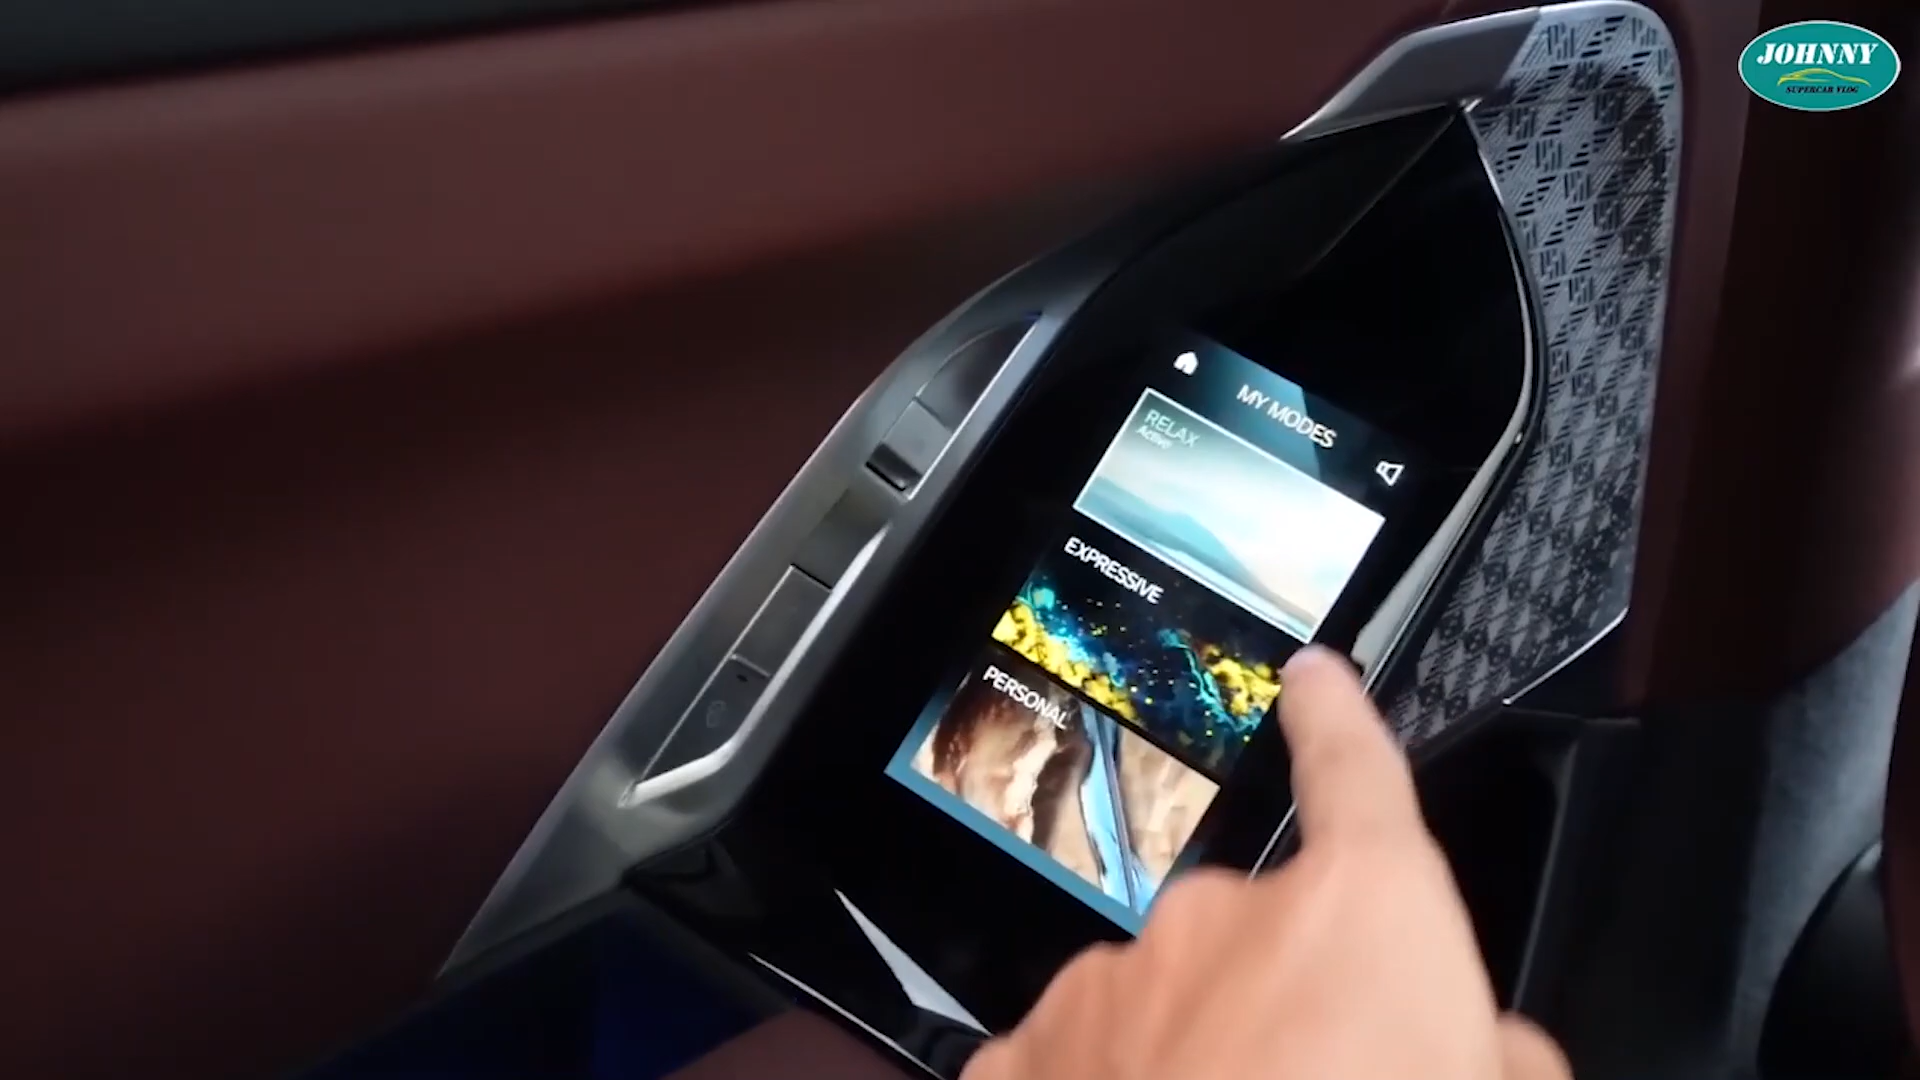 JOHNNY
SUPERCAR VLOG
MY MODES
RELAX
Active
EXPRESSIVE
PERSONAL